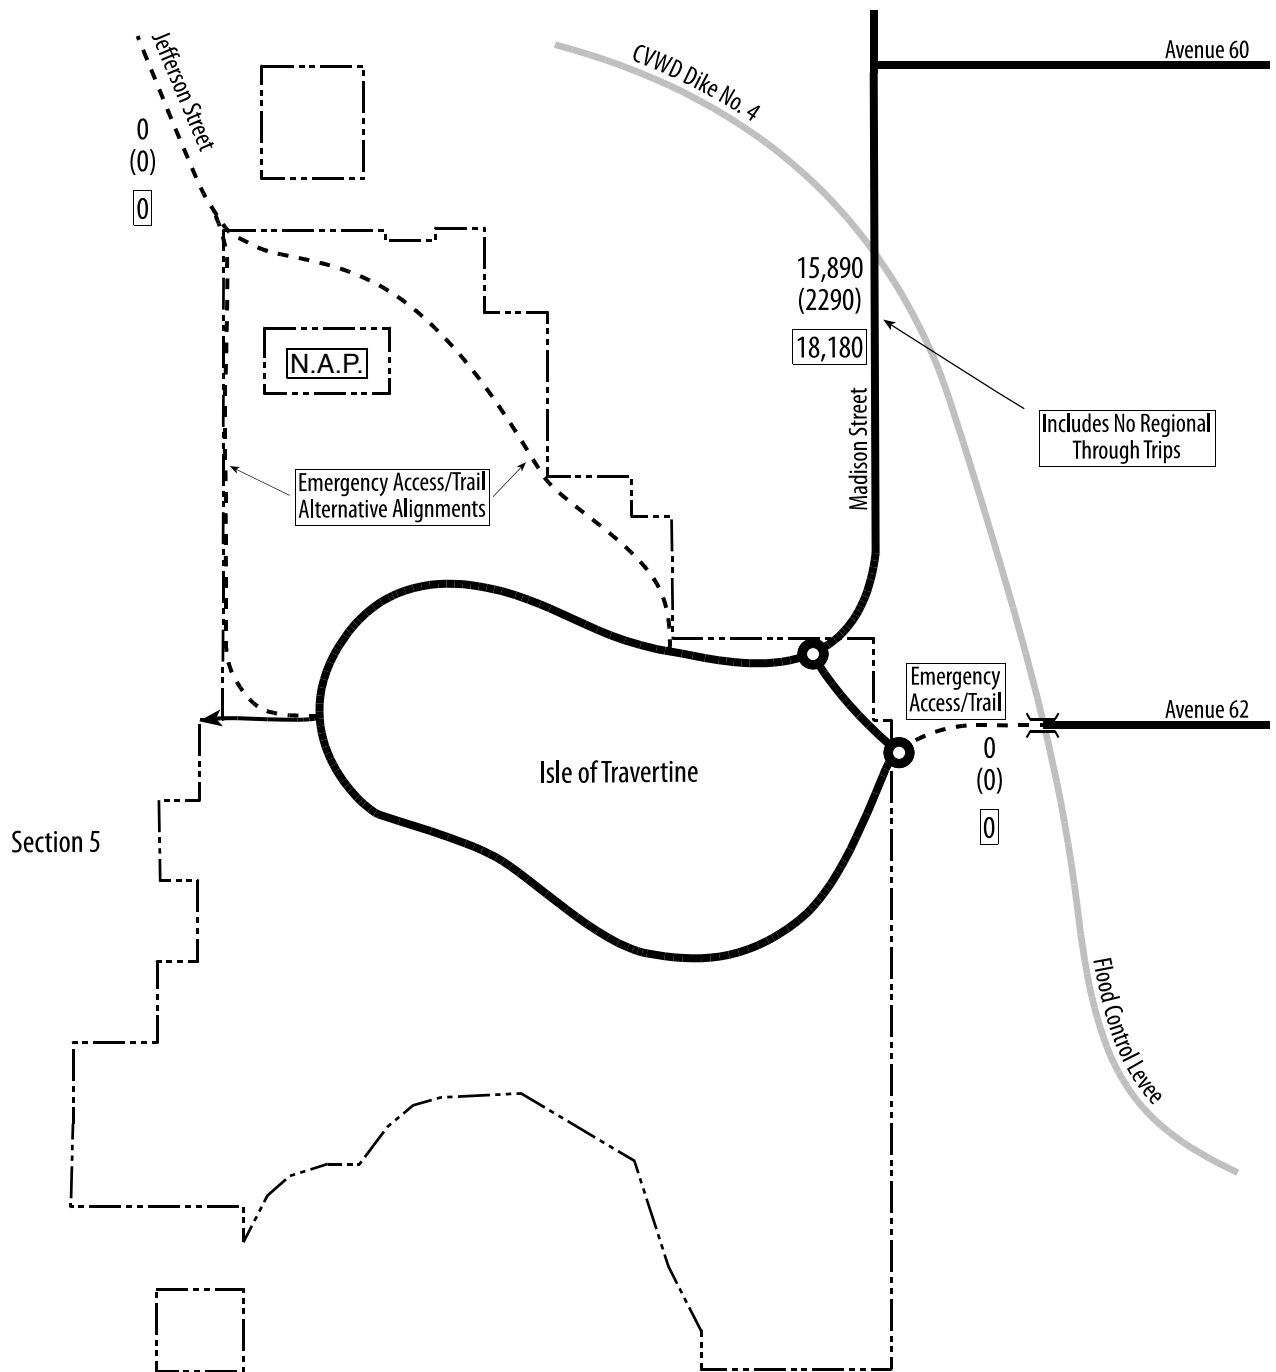 Avenue 60
CVWD Dike No. 4
Jefferson Street
0
(0)
0
15,890
(2290)
18,180
N.A.P.
Madison Street
Includes No Regional
Through Trips
Emergency Access/Trail
Alternative Alignments
Emergency
Access/Trail
Avenue 62
0
(0)
0
Isle of Travertine
Section 5
Flood Control Levee